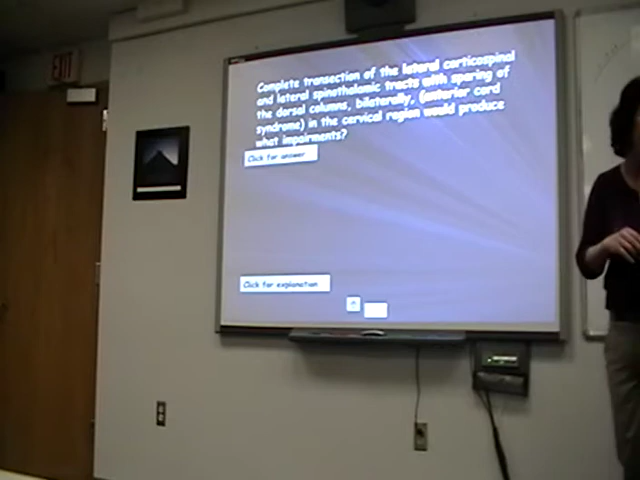 EXIT
Complete transection of the lateral corticospinal
and lateral spinothalamic tracts with sparing of
the dorsal columns, bilaterally, (anterior cord
syndrome) in the cervical region would produce
what impairments?
Click for answer
Click for explanation